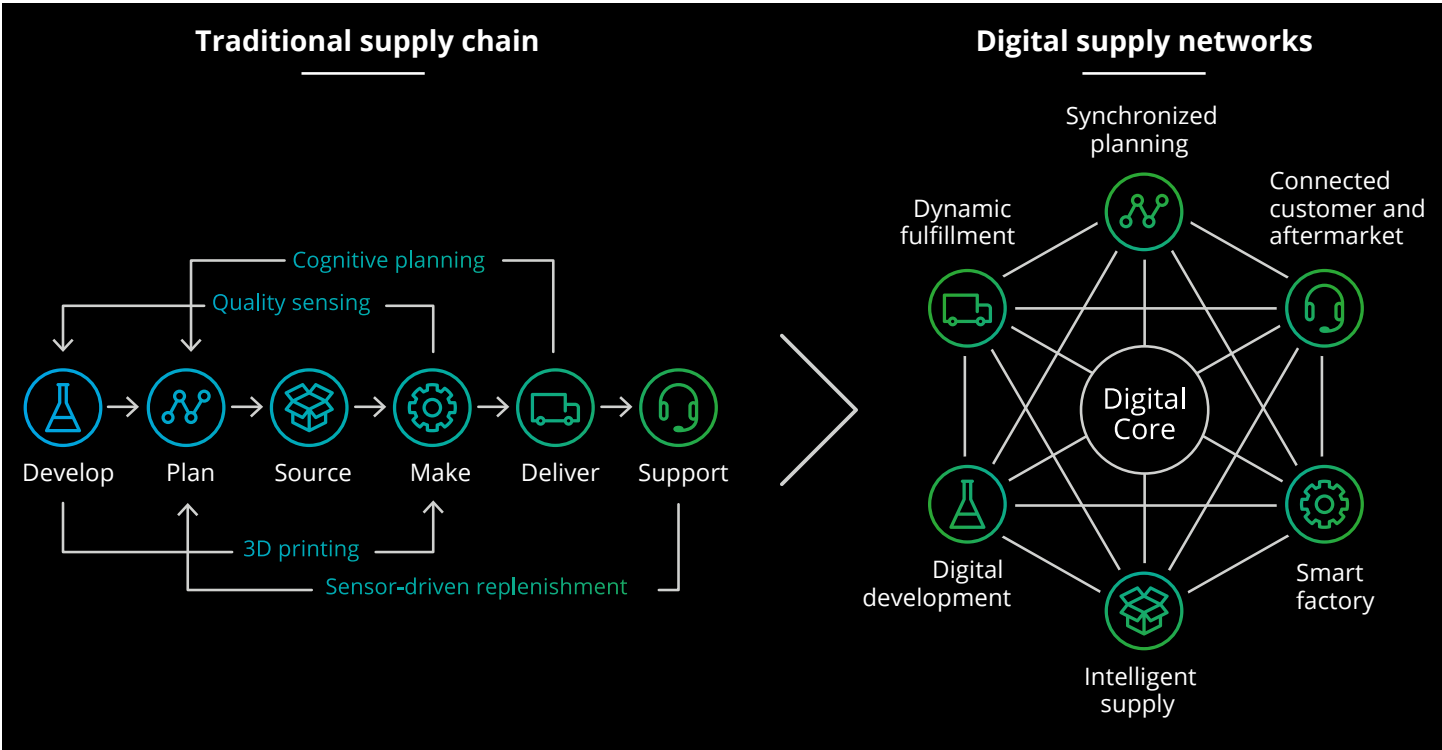 Traditional supply chain
Cognitive planning
Quality sensing
Develop
Plan
Source
Make
Deliver
Support
3D printing
Sensor-driven replenishment
Digital supply networks
Synchronized
planning
Connected
customer and
aftermarket
Dynamic
fulfillment
Digital
Core
Digital
development
Smart
factory
Intelligent
supply